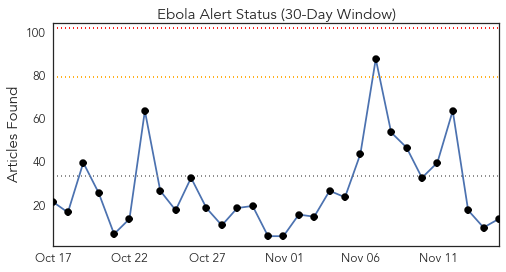 Ebola Alert Status (30-Day Window)
Articles Found
100
80
60
40
20
Oct 17
Oct 22
Oct 27
Nov 01
Nov 06
Nov 11